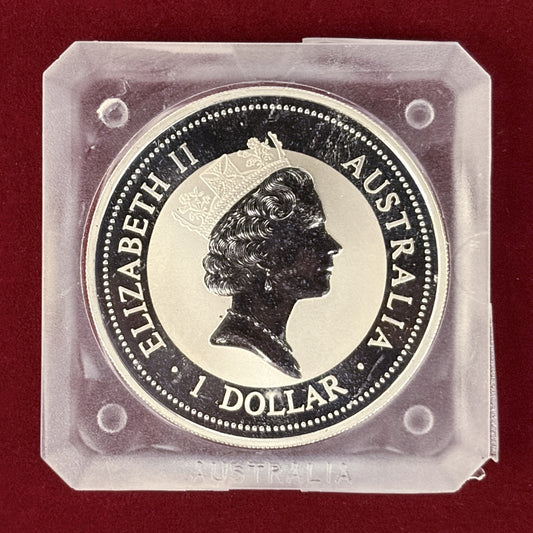 ELIZABETH II
AUSTRALIA
· 1 DOLLAR ·
AUSTRALIA